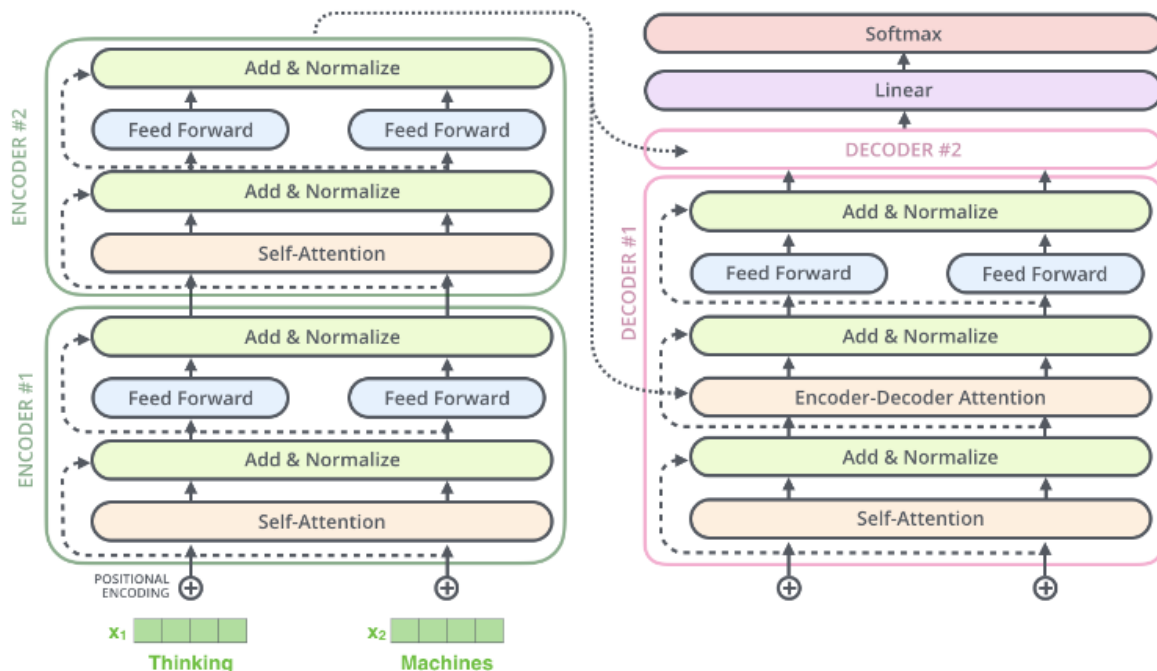 ENCODER #2
Add & Normalize
Feed Forward
Feed Forward
Add & Normalize
Self-Attention
ENCODER #1
Add & Normalize
Feed Forward
Feed Forward
Add & Normalize
Self-Attention
POSITIONAL
ENCODING
x1
x2
Thinking
Machines
Softmax
Linear
DECODER #2
DECODER #1
Add & Normalize
Feed Forward
Feed Forward
Add & Normalize
Encoder-Decoder Attention
Add & Normalize
Self-Attention